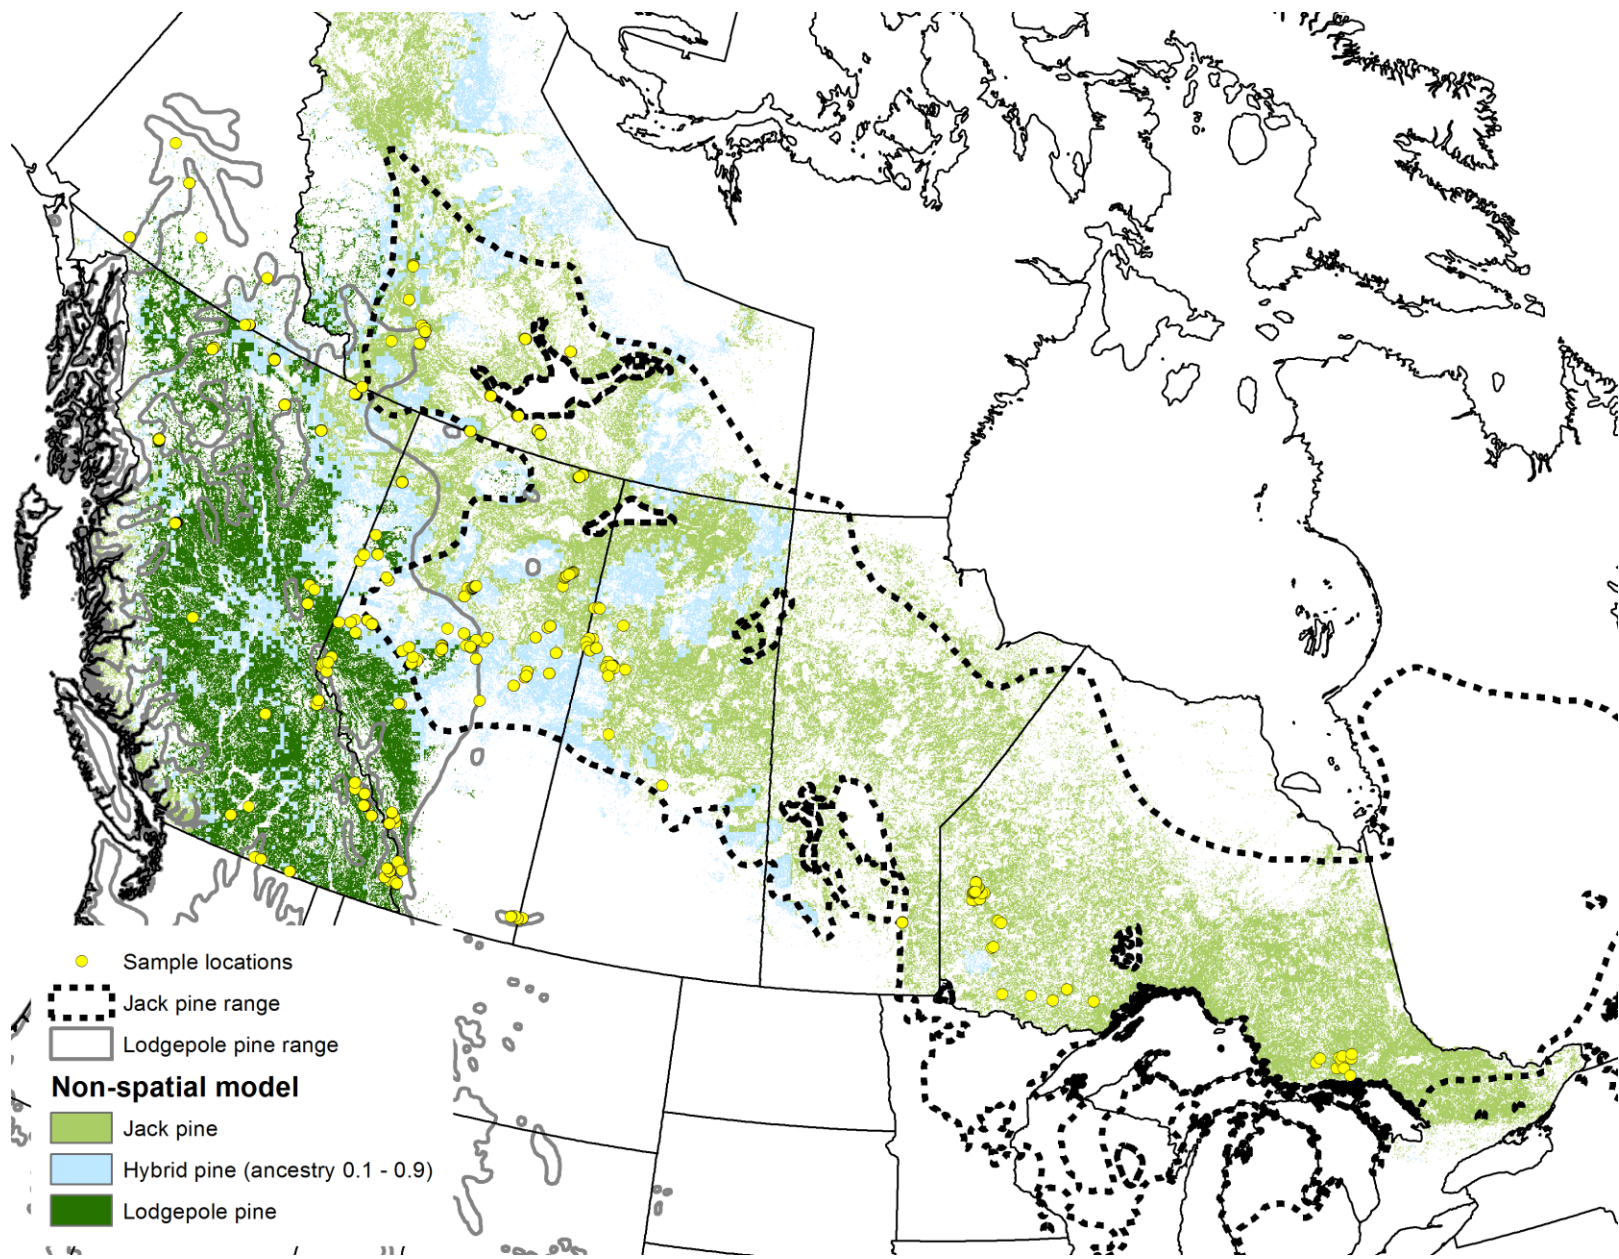 Sample locations
Jack pine range
Lodgepole pine range
Non-spatial model
Jack pine
Hybrid pine (ancestry 0.1 - 0.9)
Lodgepole pine